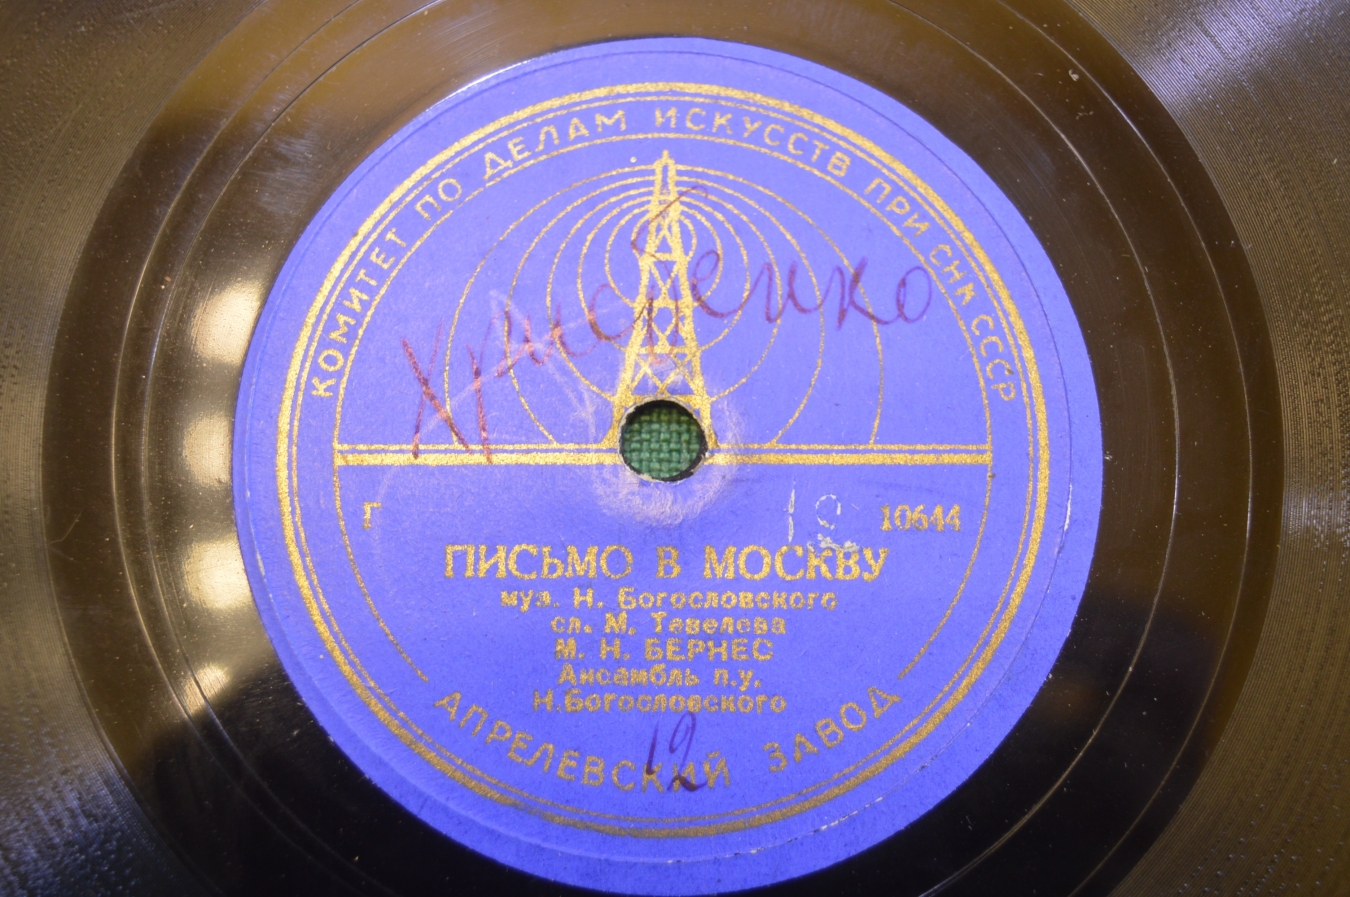 КОМИТЕТ ПО ДЕЛАМ ИСКУССТВ ПРИ СНК СССР
Г
19
10644
ПИСЬМО В МОСКВУ
муз. Н. Богословского
сл. М. Тевелева
М. Н. БЕРНЕС
Ансамбль п.у.
Н.Богословского
12
АПРЕЛЕВСКИЙ ЗАВОД